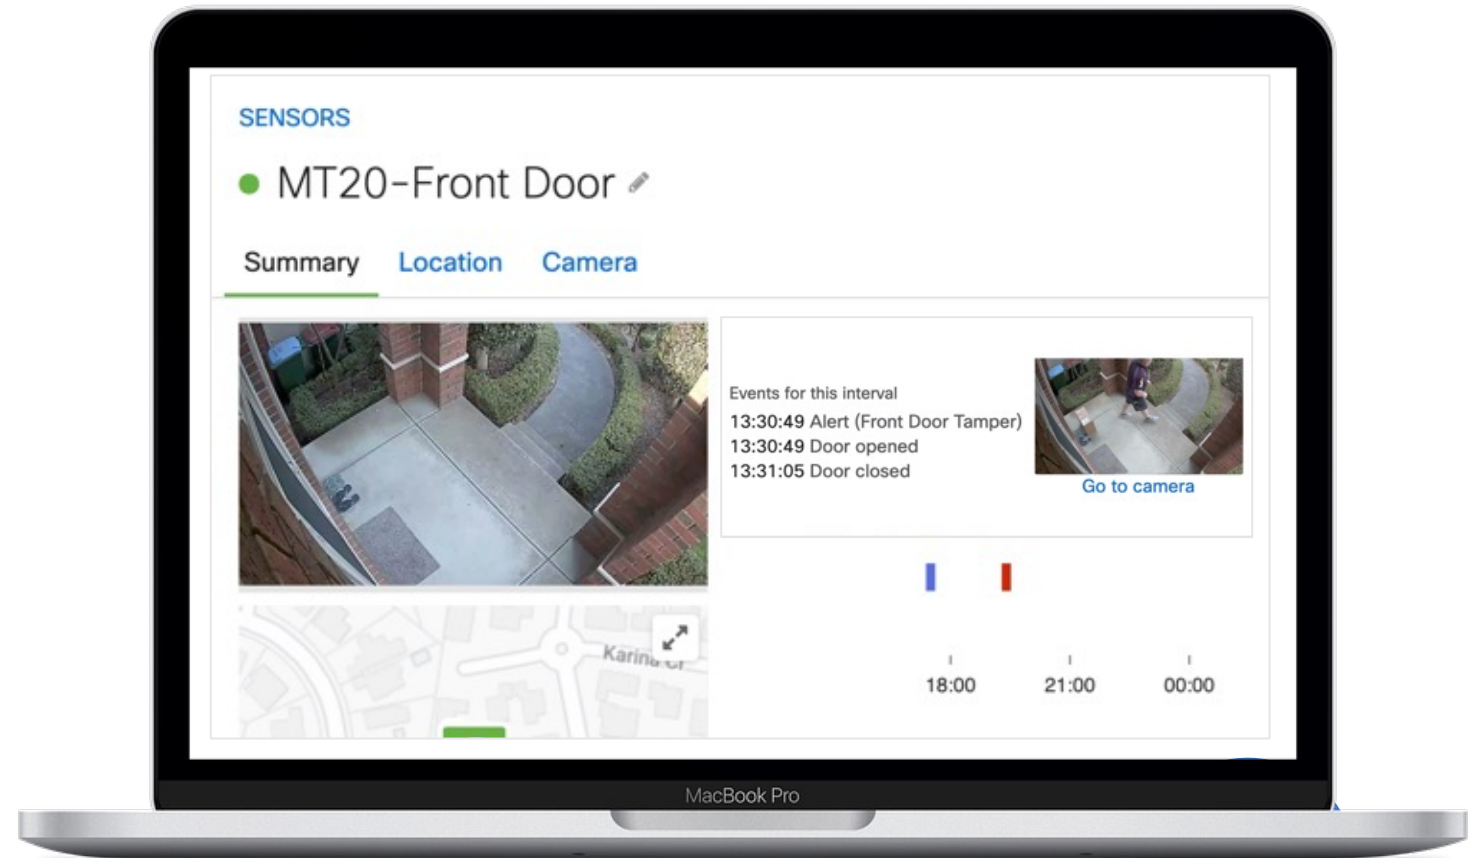 SENSORS
MT20-Front Door
Summary Location Camera
Events for this interval
13:30:49 Alert (Front Door Tamper)
13:30:49 Door opened
13:31:05 Door closed
Go to camera
Karina Cr
18:00 21:00 00:00
MacBook Pro